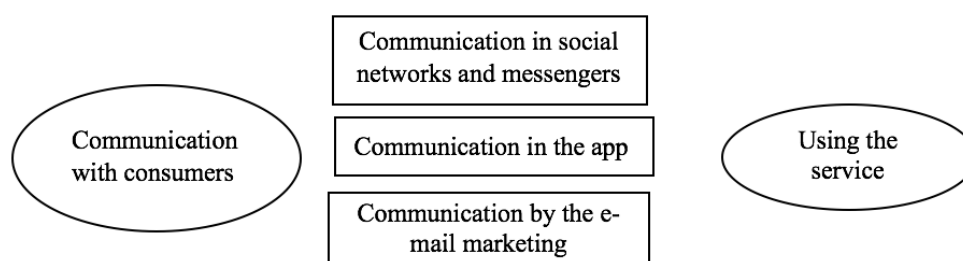 Communication in social
networks and messengers
Communication
with consumers
Communication in the app
Using the
service
Communication by the e-
mail marketing